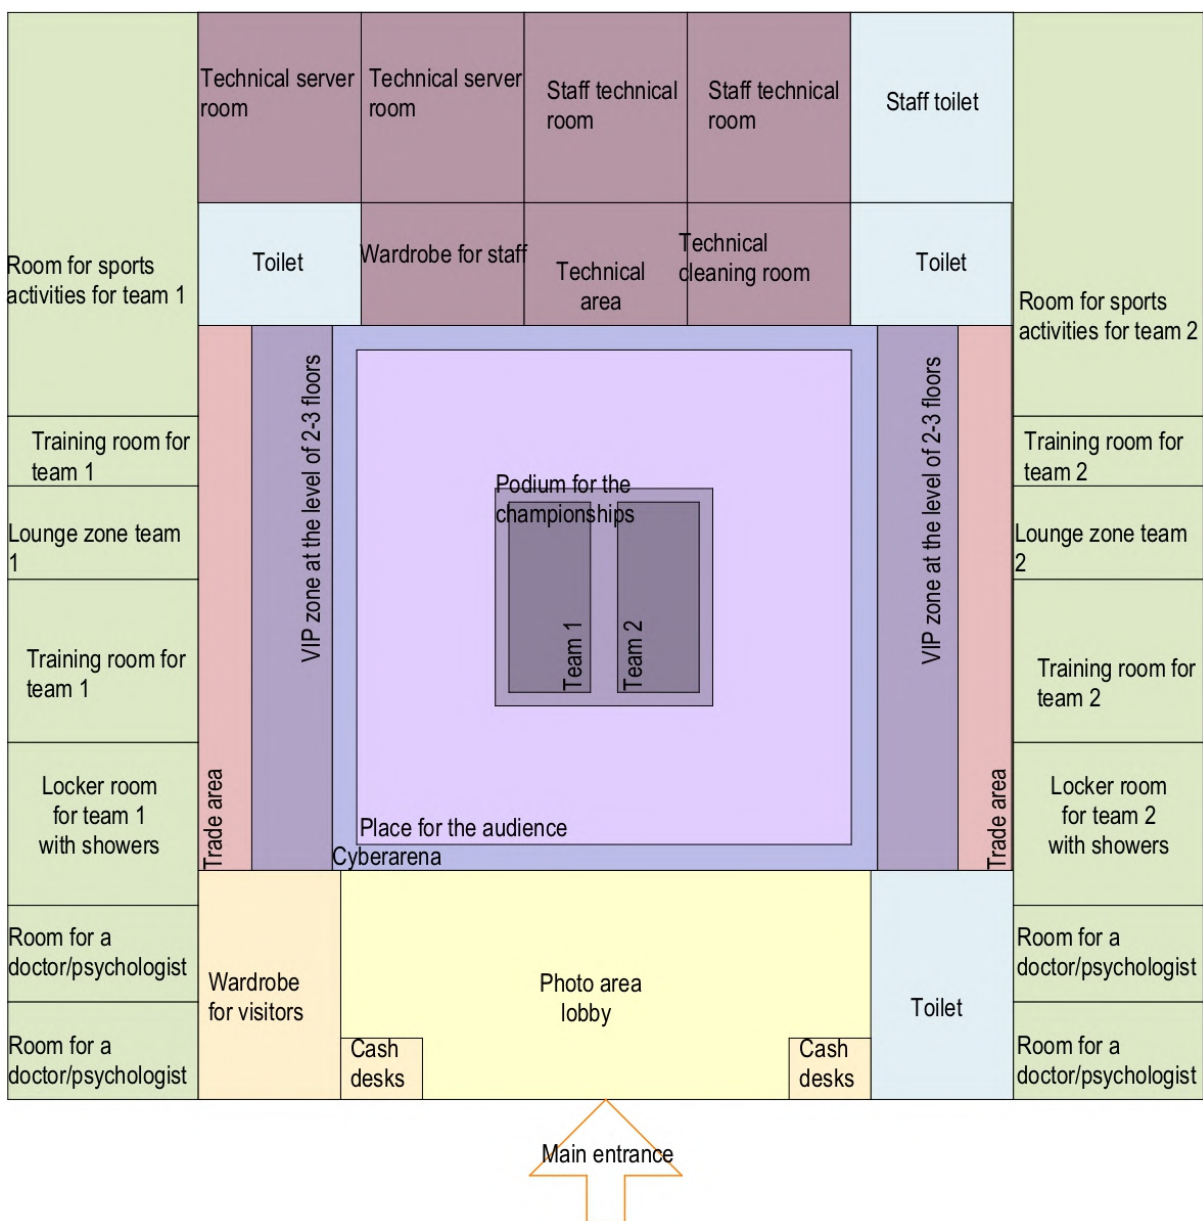 Technical server
room
Technical server
room
Staff technical
room
Staff technical
room
Staff toilet
Room for sports
activities for team 1
Toilet
Wardrobe for staff
Technical
area
Technical
cleaning room
Toilet
Room for sports
activities for team 2
VIP zone at the level of 2-3 floors
VIP zone at the level of 2-3 floors
Training room for
team 1
Training room for
team 2
Podium for the
championships
Lounge zone team
1
Lounge zone team
2
Team 1
Team 2
Training room for
team 1
Training room for
team 2
Locker room
for team 1
with showers
Trade area
Place for the audience
Cyberarena
Trade area
Locker room
for team 2
with showers
Room for a
doctor/psychologist
Room for a
doctor/psychologist
Wardrobe
for visitors
Photo area
lobby
Toilet
Room for a
doctor/psychologist
Cash
desks
Cash
desks
Room for a
doctor/psychologist
Main entrance